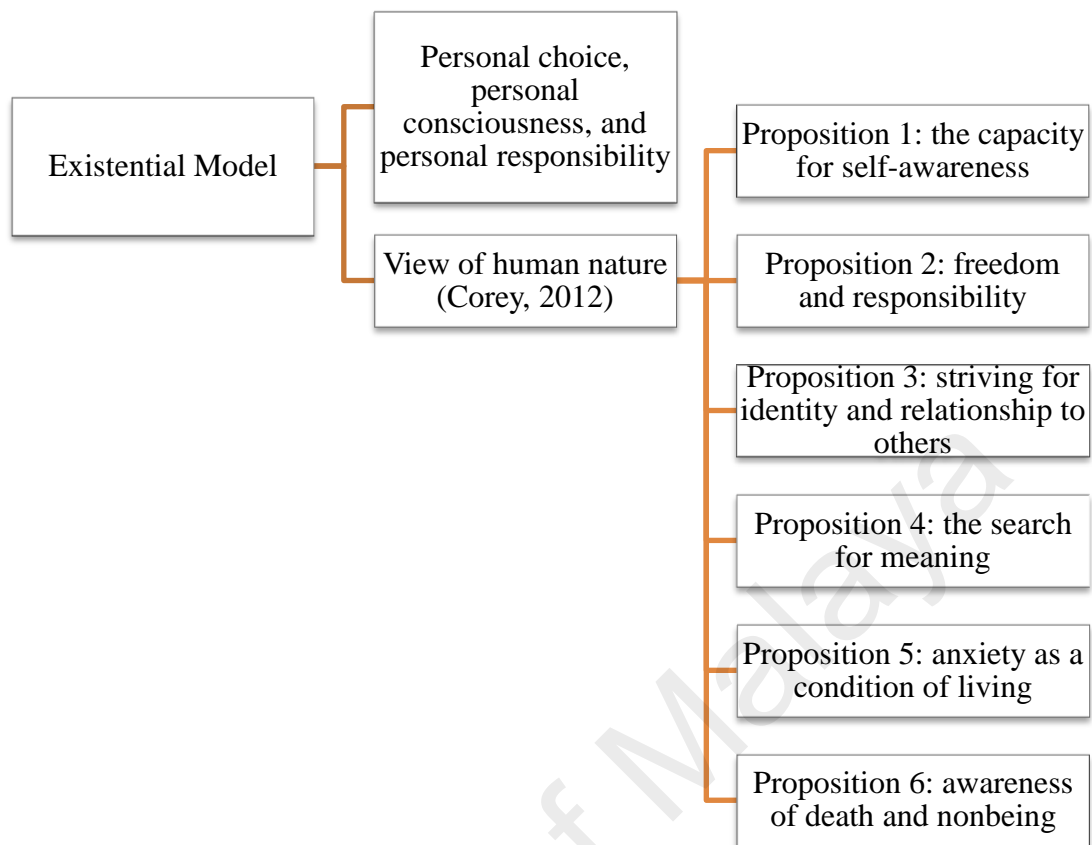 Existential Model
Personal choice,
personal
consciousness, and
personal responsibility
View of human nature
(Corey, 2012)
Proposition 1: the capacity
for self-awareness
Proposition 2: freedom
and responsibility
Proposition 3: striving for
identity and relationship to
others
Proposition 4: the search
for meaning
Proposition 5: anxiety as a
condition of living
Proposition 6: awareness
of death and nonbeing
of Malaya